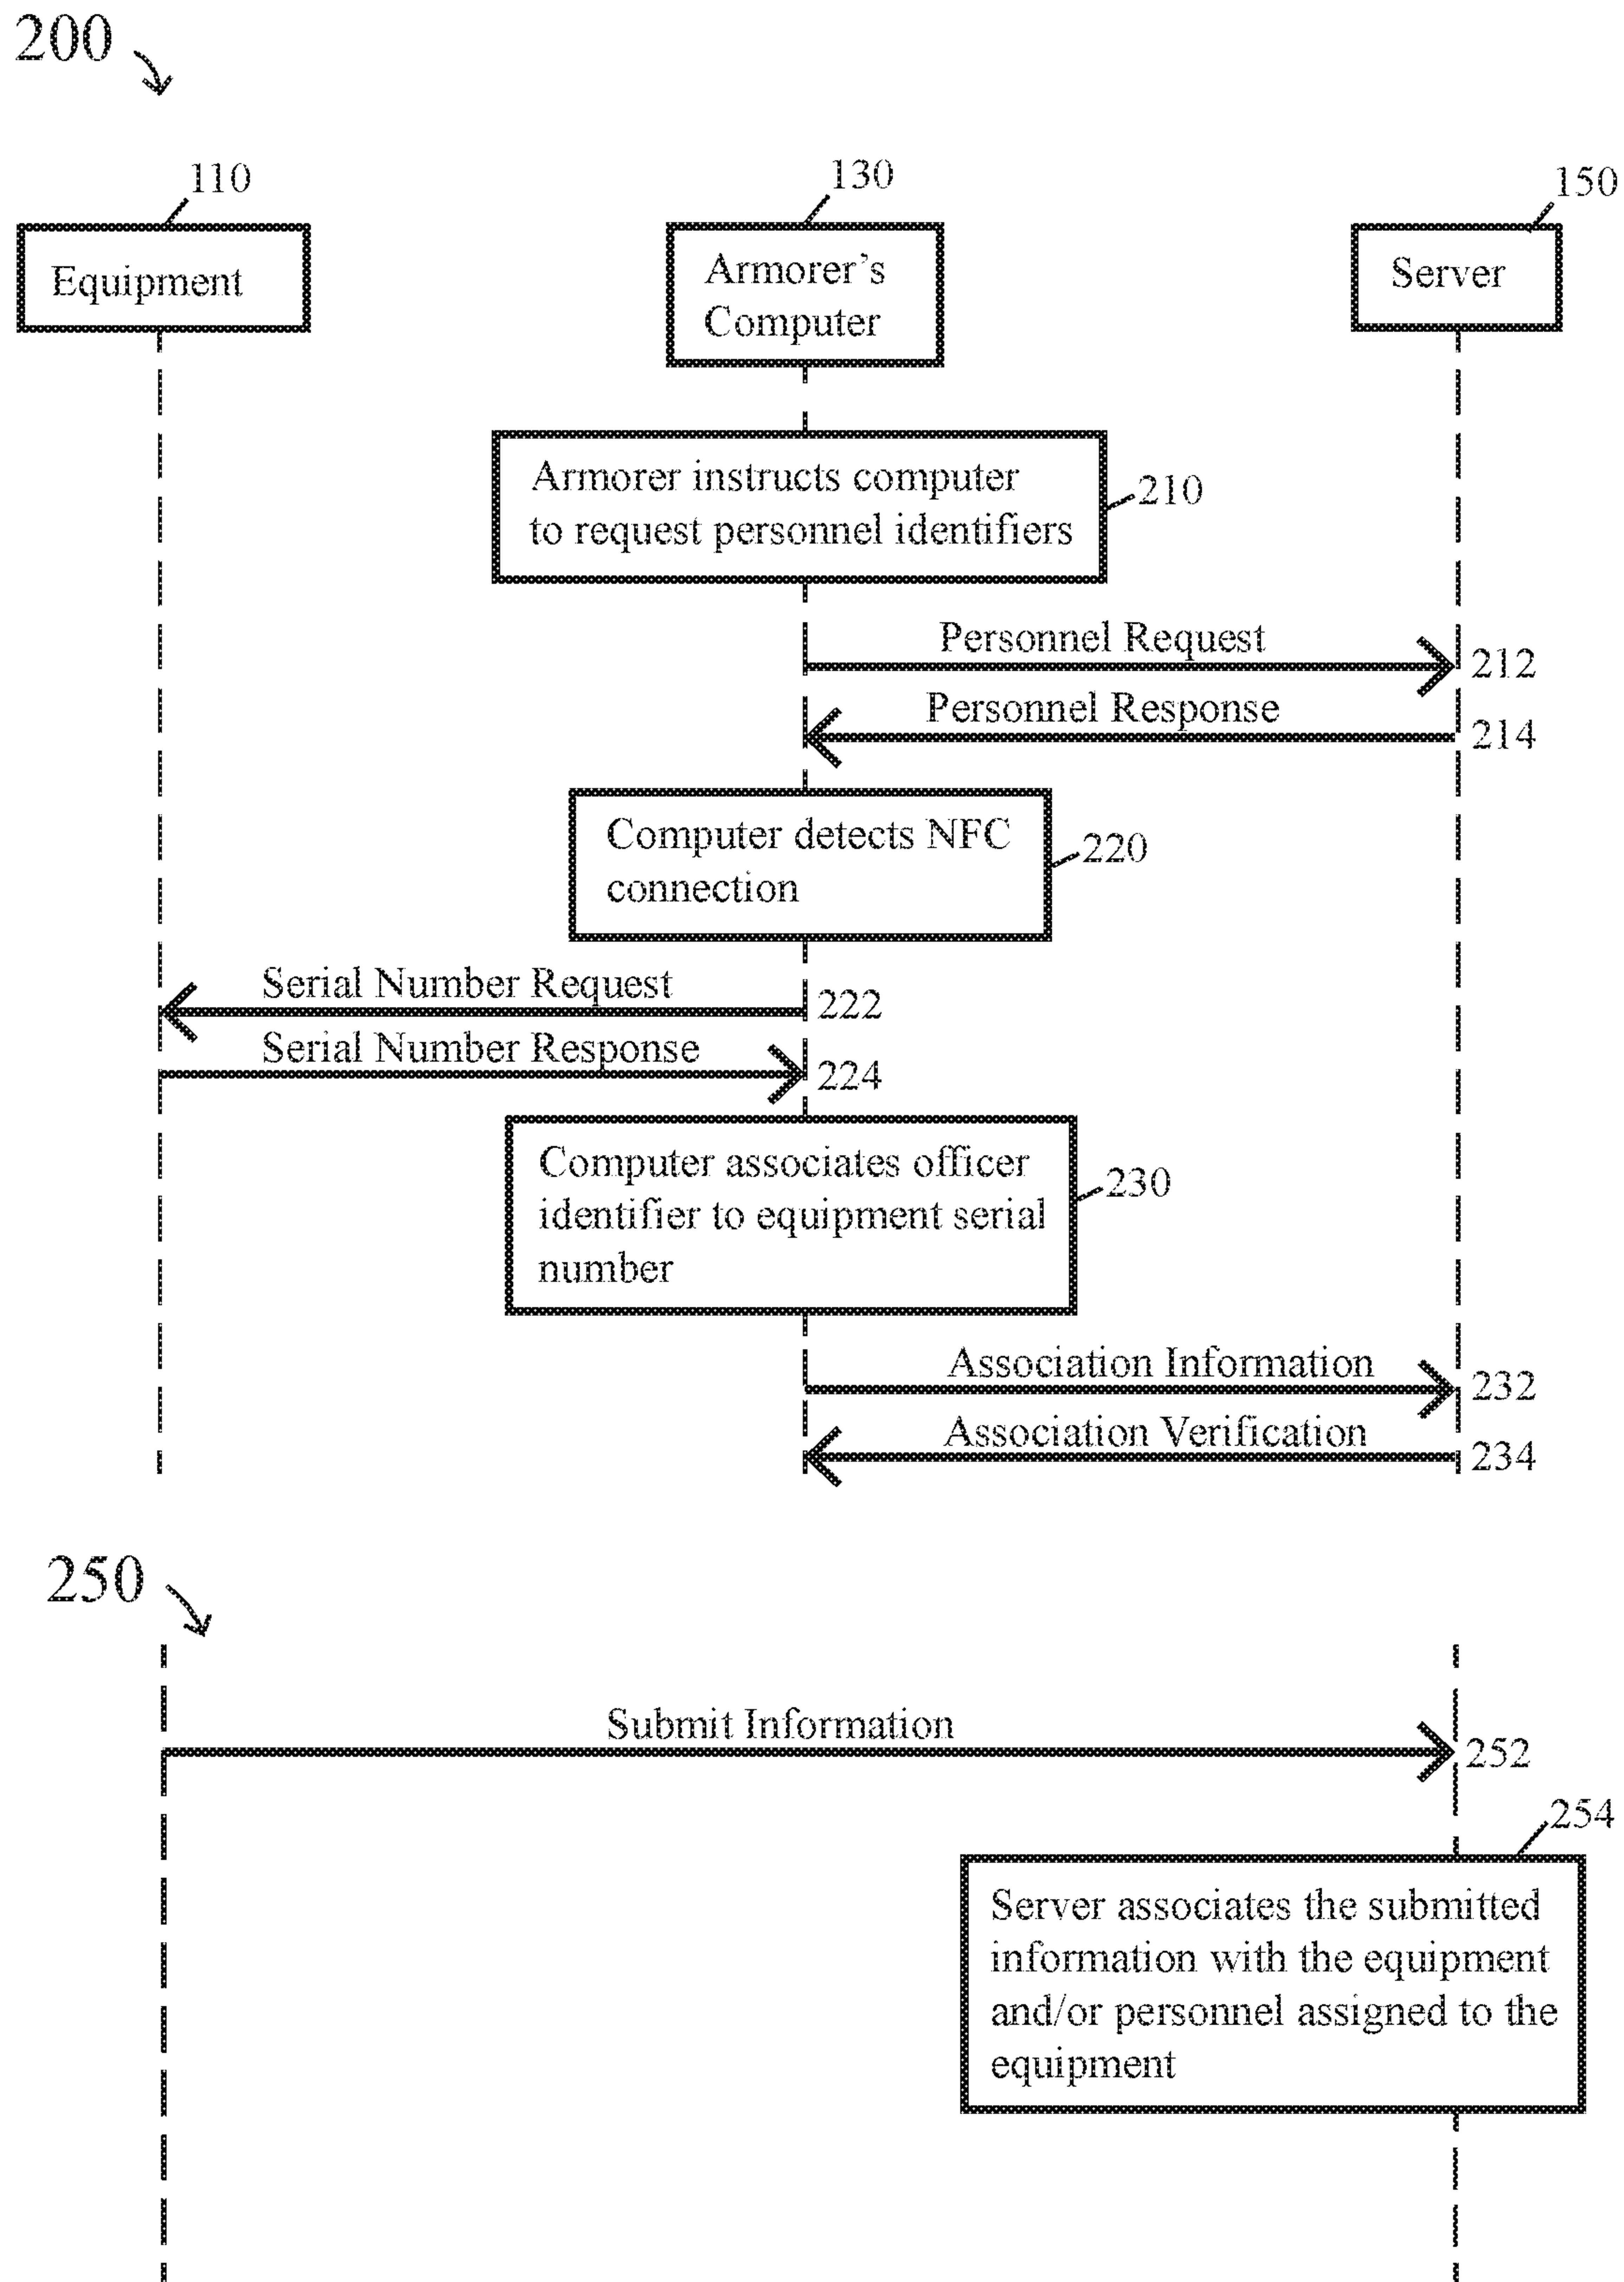 200
110
130
150
Equipment
Armorer's
Computer
Server
Armorer instructs computer
to request personnel identifiers
210
Personnel Request
212
Personnel Response
214
Computer detects NFC
connection
220
Serial Number Request
222
Serial Number Response
224
Computer associates officer
identifier to equipment serial
number
230
Association Information
232
Association Verification
234
250
Submit Information
252
254
Server associates the submitted
information with the equipment
and/or personnel assigned to the
equipment